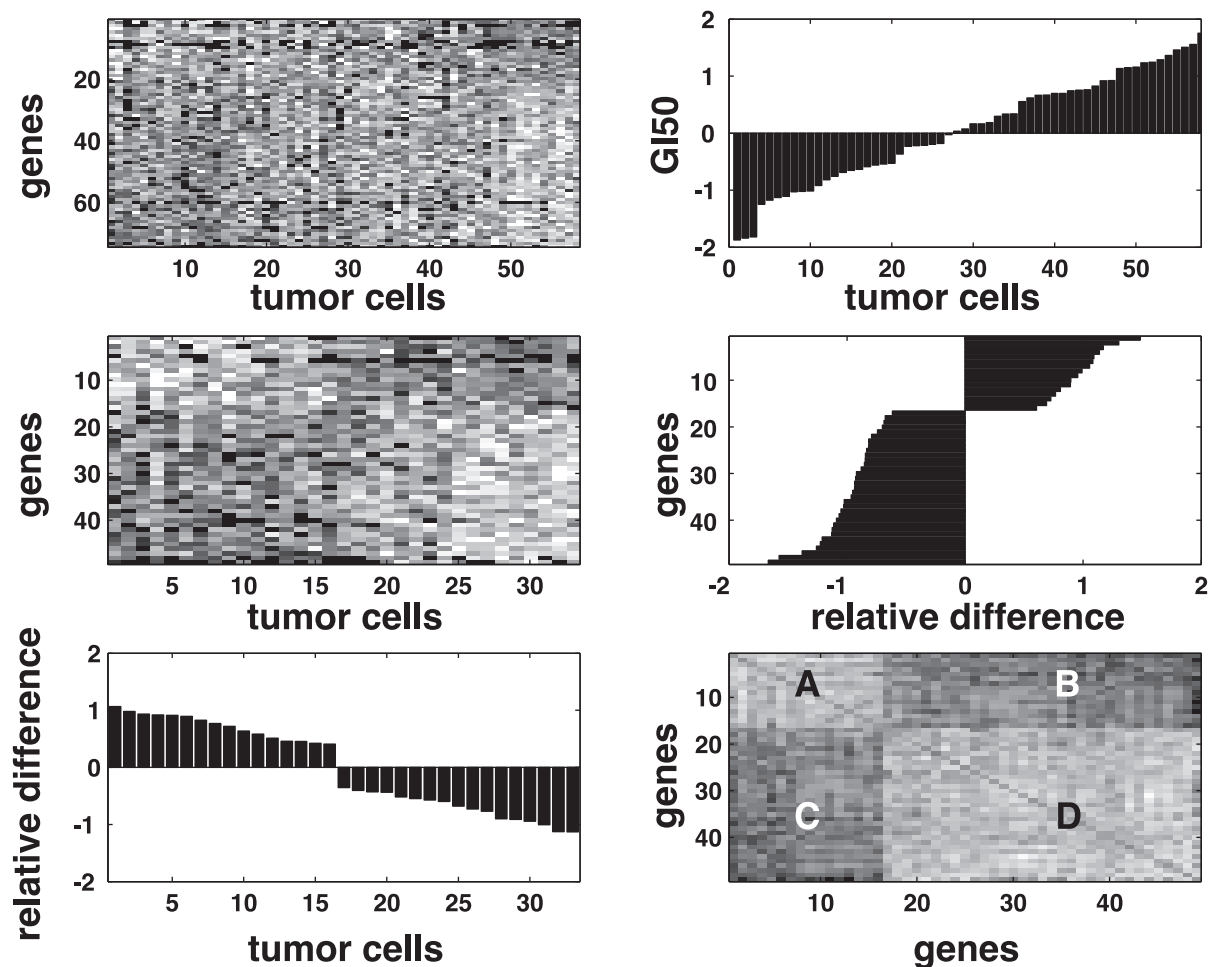 genes
20
40
60
10 20 30 40 50
tumor cells
GI50
2
1
0
-1
-2
0 10 20 30 40 50
tumor cells
genes
10
20
30
40
5 10 15 20 25 30
tumor cells
genes
10
20
30
40
-2 -1 0 1 2
relative difference
relative difference
2
1
0
-1
-2
5 10 15 20 25 30
tumor cells
genes
10
20
30
40
A B
C D
10 20 30 40
genes